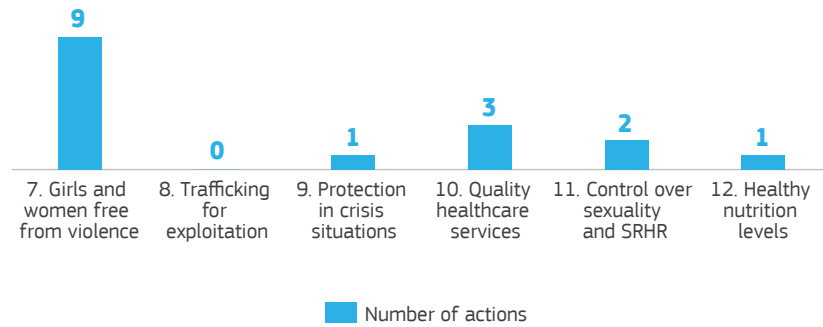 9
0
1
3
2
1
7. Girls and
women free
from violence
8. Trafficking
for
exploitation
9. Protection
in crisis
situations
10. Quality
healthcare
services
11. Control over
sexuality
and SRHR
12. Healthy
nutrition
levels
Number of actions